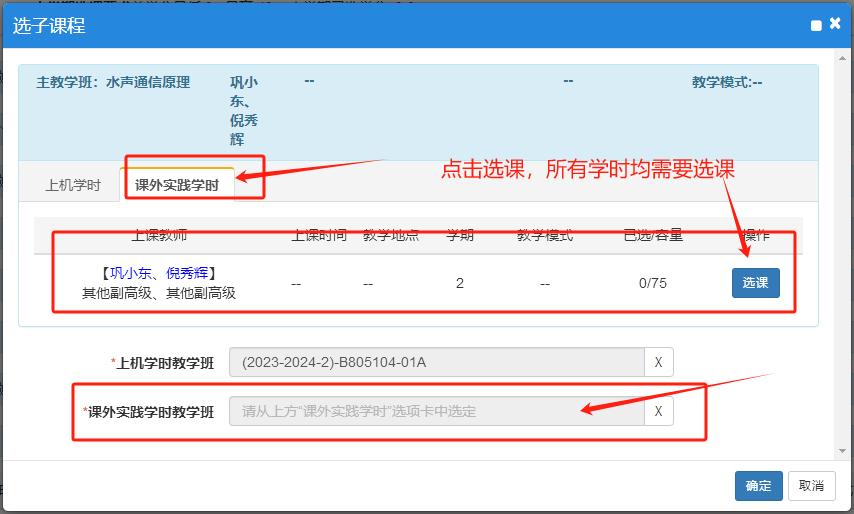 选子课程
主教学班：水声通信原理 巩小东、倪秀辉 -- -- 教学模式:--
点击选课，所有学时均需要选课
上机学时 课外实践学时
上课教师 上课时间 教学地点 学期 教学模式 已选/容量 操作
【巩小东、倪秀辉】
其他副高级、其他副高级 -- -- 2 -- 0/75 选课
*上机学时教学班 (2023-2024-2)-B805104-01A X
*课外实践学时教学班 请从上方“课外实践学时”选项卡中选定 X
确定 取消